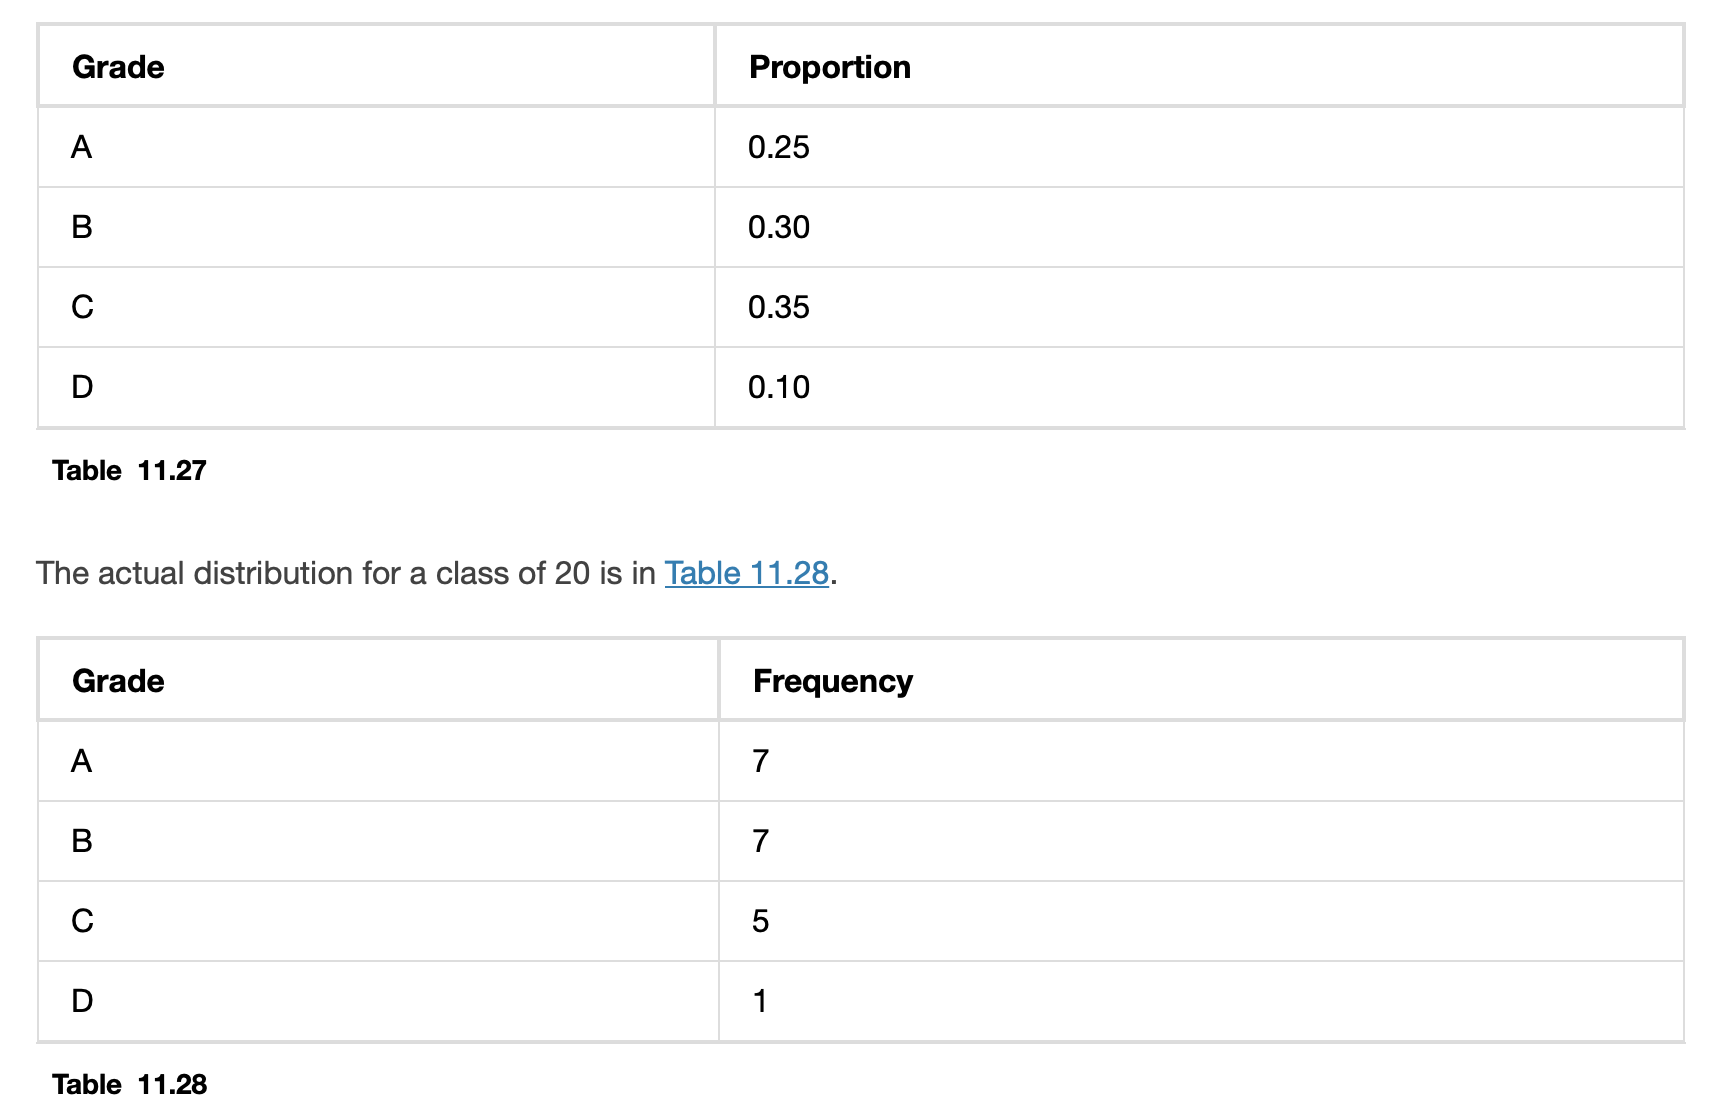 Grade Proportion
A 0.25
B 0.30
C 0.35
D 0.10
Table 11.27
The actual distribution for a class of 20 is in Table 11.28.
Grade Frequency
A 7
B 7
C 5
D 1
Table 11.28